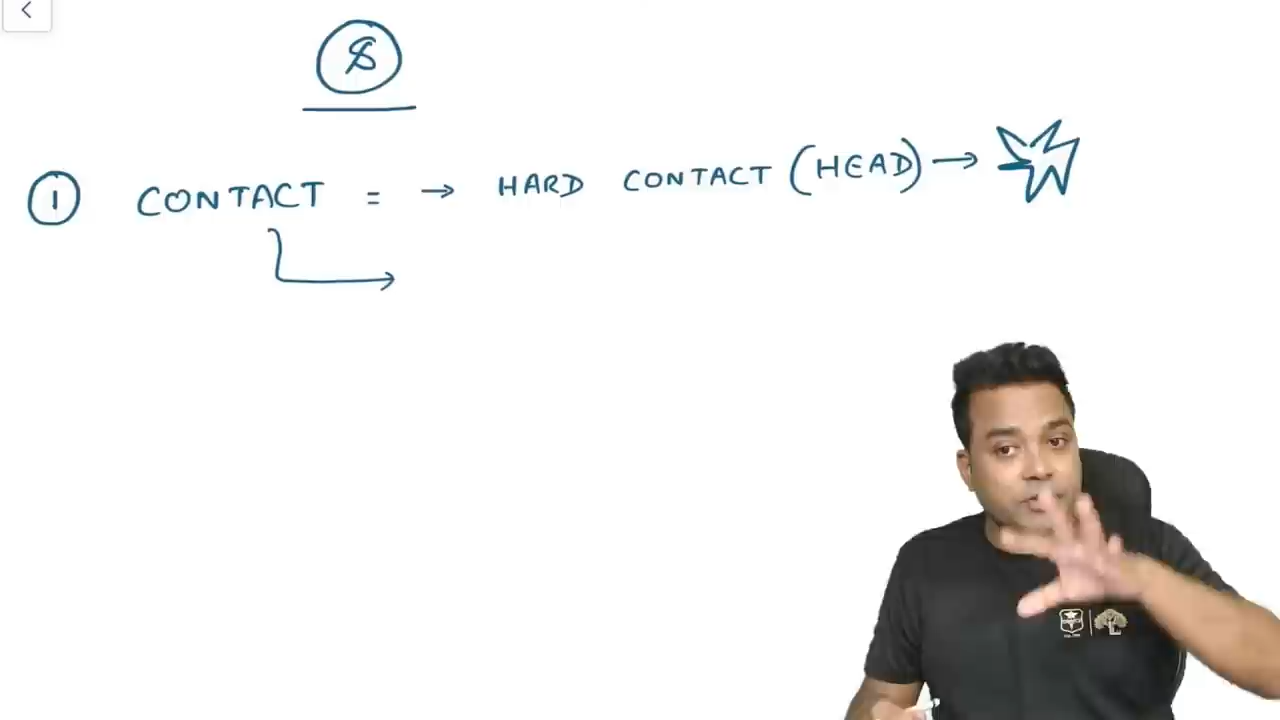 $
1 CONTACT = → HARD CONTACT (HEAD) →